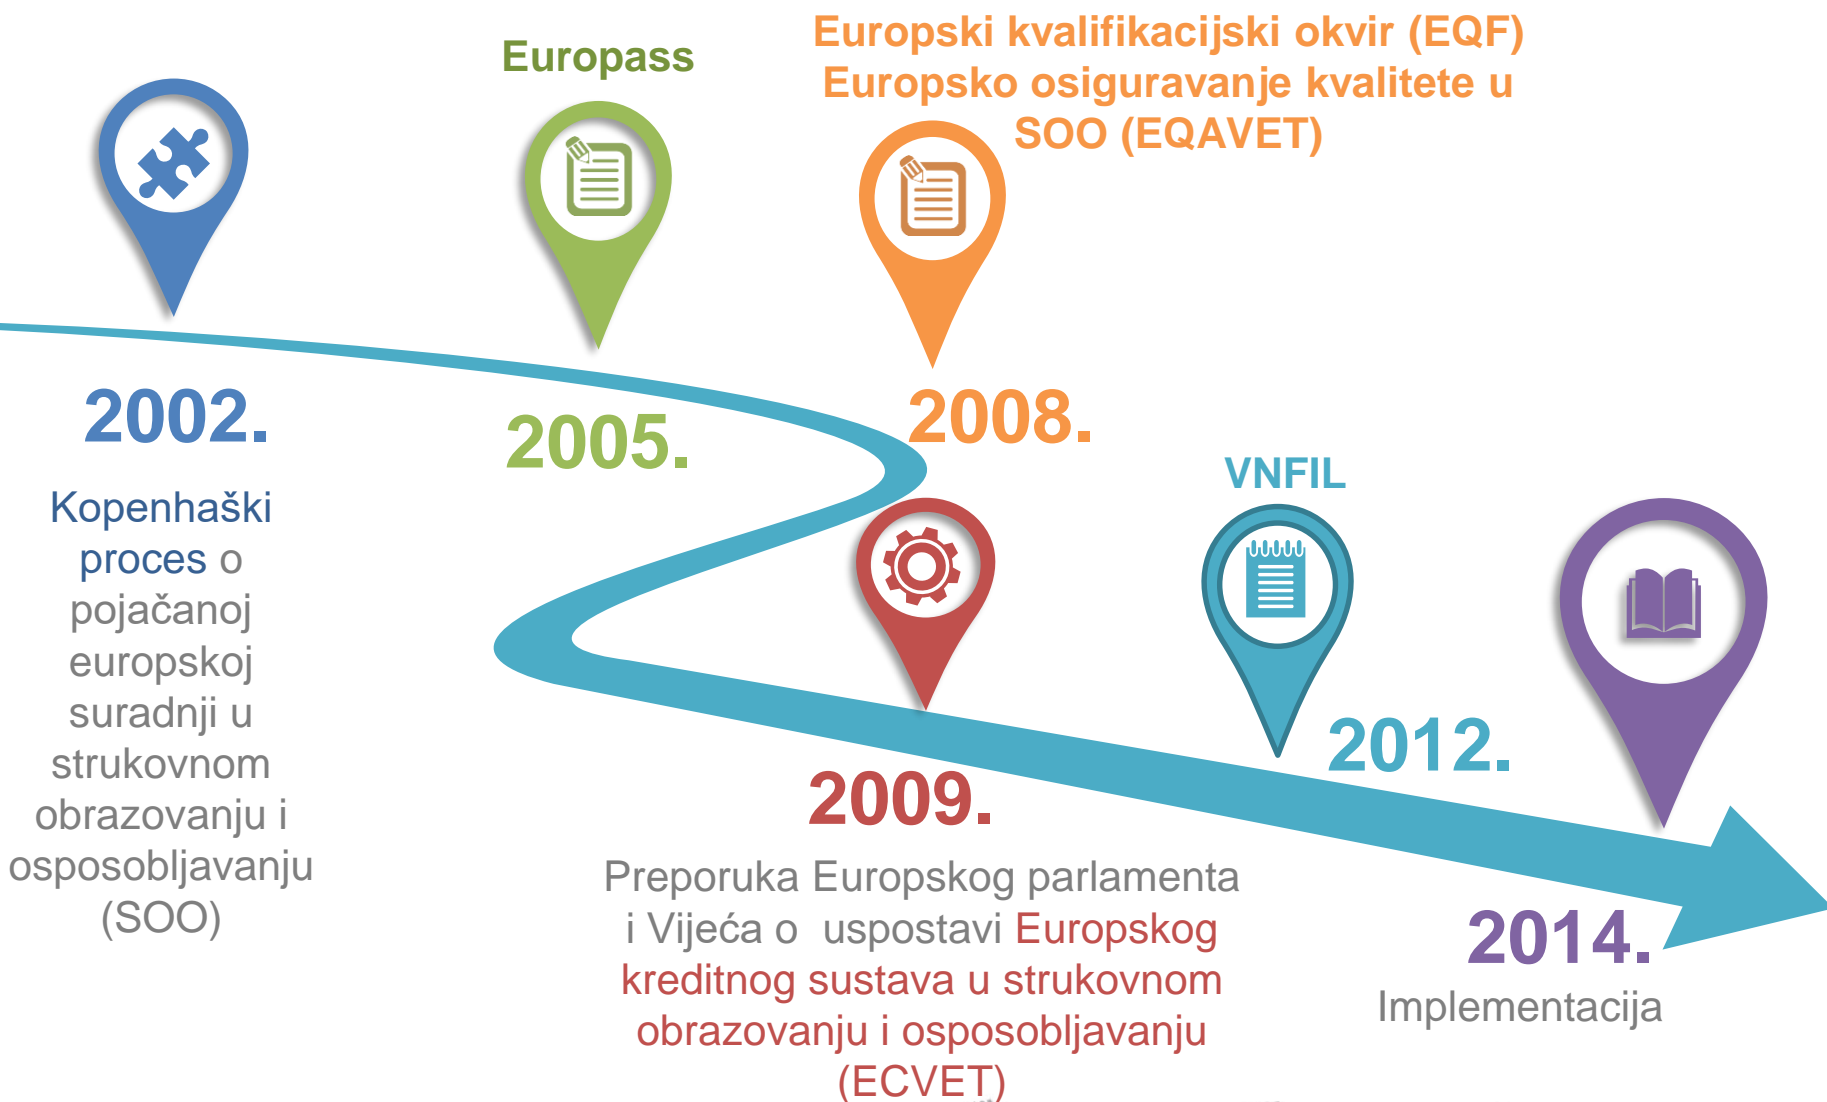 Europass
Europski kvalifikacijski okvir (EQF)
Europsko osiguravanje kvalitete u
SOO (EQAVET)
2002.
Kopenhaški
proces o
pojačanoj
europskoj
suradnji u
strukovnom
obrazovanju i
osposobljavanju
(SOO)
2005.
2008.
2009.
Preporuka Europskog parlamenta
i Vijeća o uspostavi Europskog
kreditnog sustava u strukovnom
obrazovanju i osposobljavanju
(ECVET)
VNFIL
2012.
2014.
Implementacija